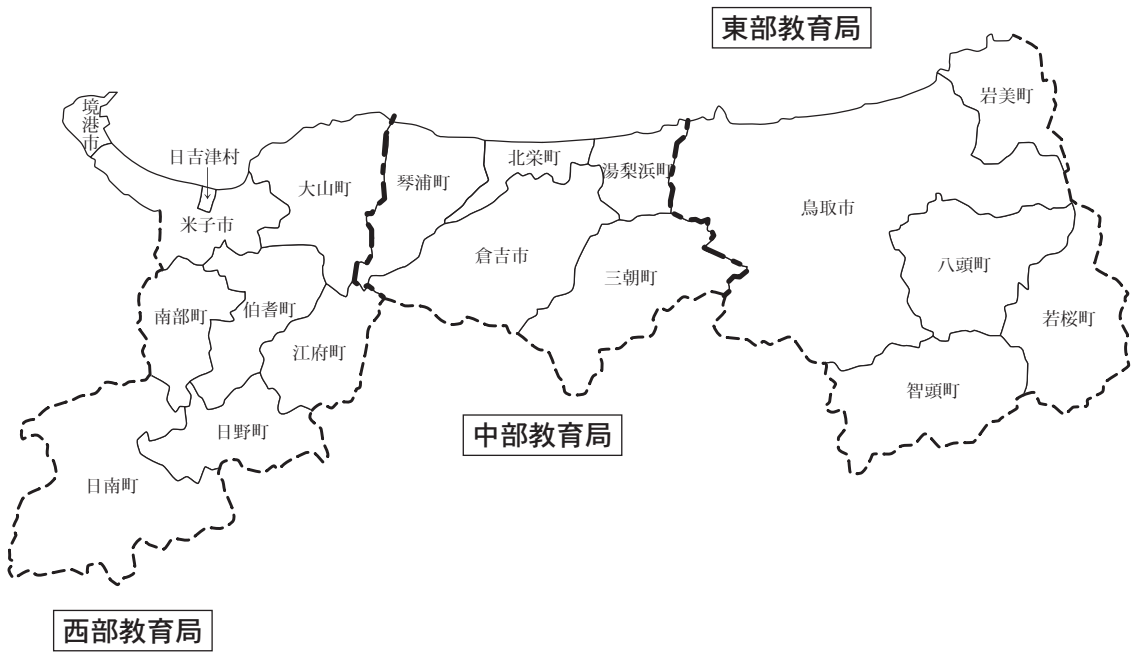 東部教育局
岩美町
境港市
日吉津村
大山町
琴浦町
北栄町
湯梨浜町
鳥取市
米子市
倉吉市
三朝町
八頭町
南部町
伯耆町
江府町
若桜町
智頭町
日野町
中部教育局
日南町
西部教育局